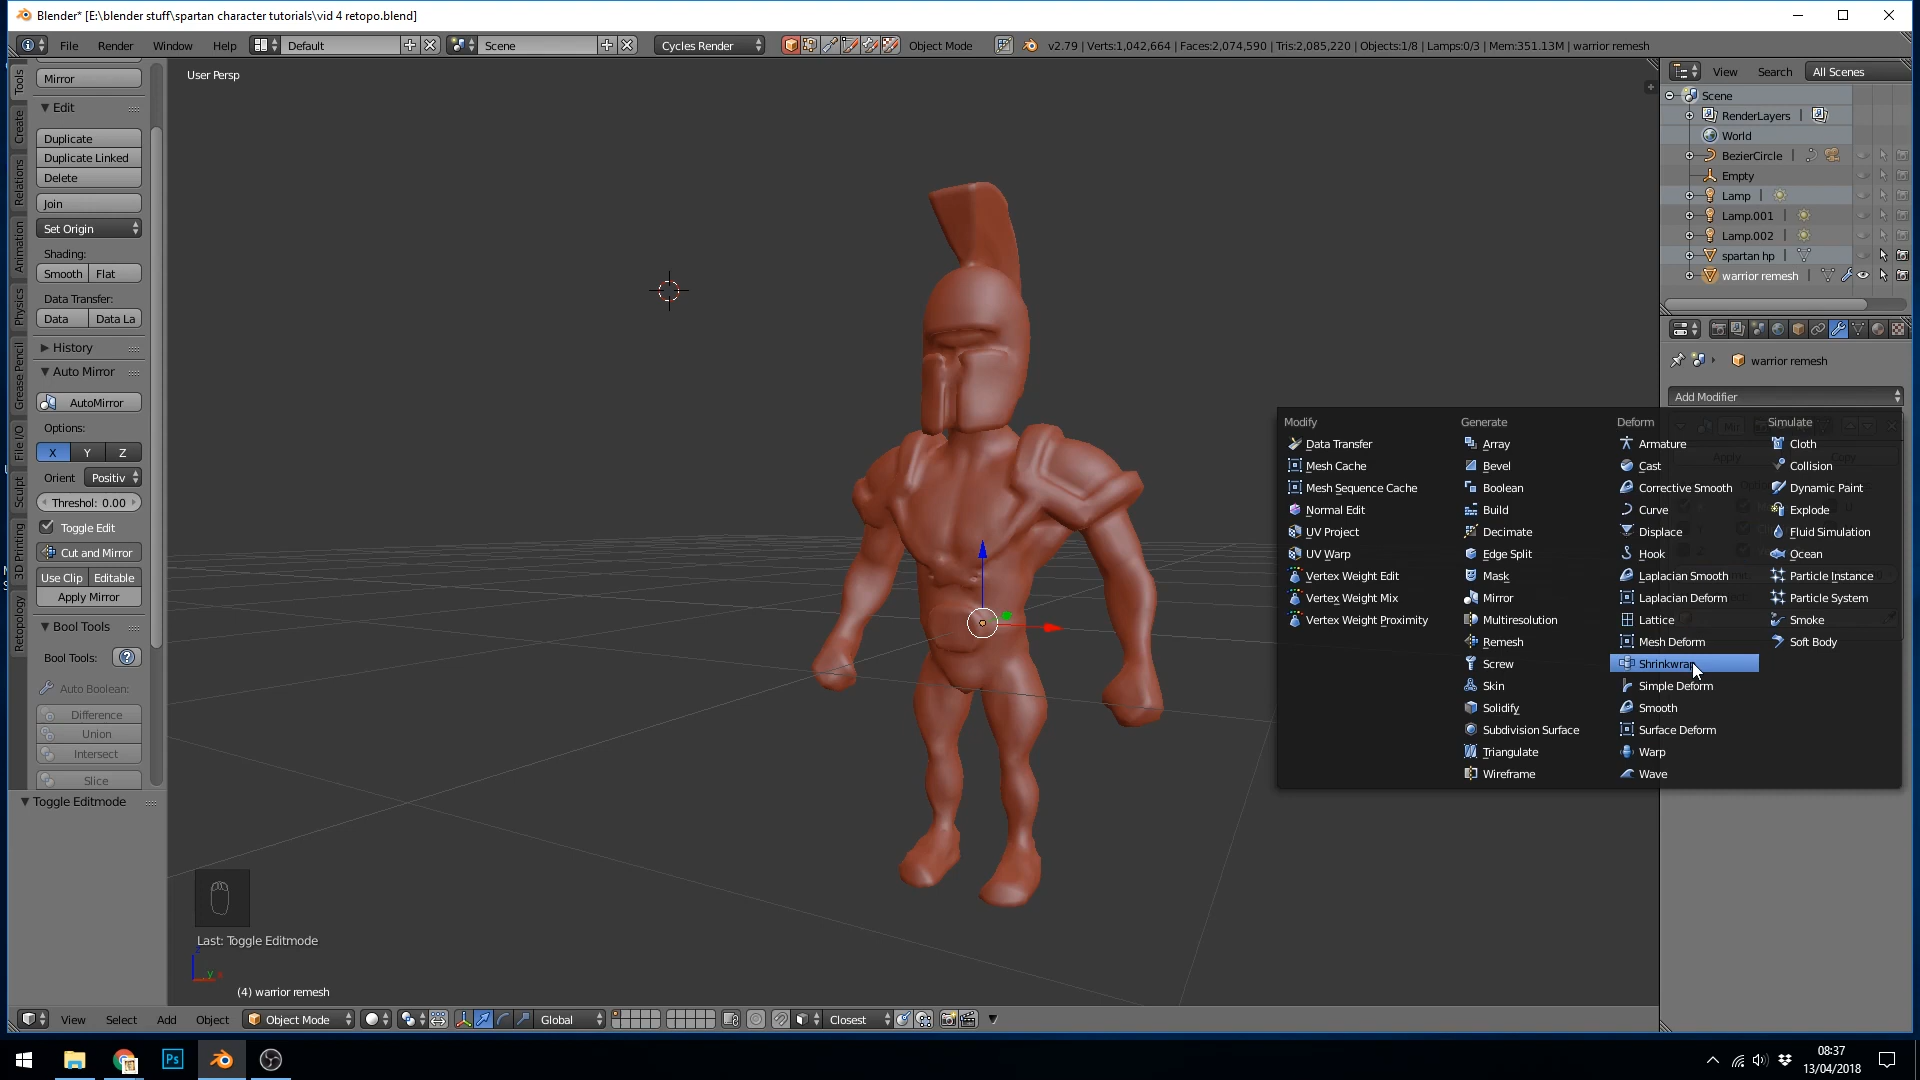 Blender* [E:\blender stuff\spartan character tutorials\vid 4 retopo.blend]
File Render Window Help Default Scene Cycles Render Object Mode v2.79 | Verts:1,042,664 | Faces:2,074,590 | Tris:2,085,220 | Objects:1/8 | Lamps:0/3 | Mem:351.13M | warrior remesh
Tools
Create
Relations
Animation
Physics
Grease Pencil
File I/O
Sculpt
3D Printing
Retopology
Mirror
Edit
Duplicate
Duplicate Linked
Delete
Join
Set Origin
Shading:
Smooth Flat
Data Transfer:
Data Data La
History
Auto Mirror
AutoMirror
Options:
X Y Z
Orient Positiv
Threshol: 0.00
Toggle Edit
Cut and Mirror
Use Clip Editable
Apply Mirror
Bool Tools
Bool Tools:
Auto Boolean:
Difference
Union
Intersect
Slice
Toggle Editmode
User Persp
Last: Toggle Editmode
(4) warrior remesh
View Select Add Object Object Mode Global Closest
View Search All Scenes
Scene
RenderLayers
World
BezierCircle
Empty
Lamp
Lamp.001
Lamp.002
spartan hp
warrior remesh
warrior remesh
Add Modifier
Modify
Data Transfer
Mesh Cache
Mesh Sequence Cache
Normal Edit
UV Project
UV Warp
Vertex Weight Edit
Vertex Weight Mix
Vertex Weight Proximity
Generate
Array
Bevel
Boolean
Build
Decimate
Edge Split
Mask
Mirror
Multiresolution
Remesh
Screw
Skin
Solidify
Subdivision Surface
Triangulate
Wireframe
Deform
Armature
Cast
Corrective Smooth
Curve
Displace
Hook
Laplacian Smooth
Laplacian Deform
Lattice
Mesh Deform
Shrinkwrap
Simple Deform
Smooth
Surface Deform
Warp
Wave
Simulate
Cloth
Collision
Dynamic Paint
Explode
Fluid Simulation
Ocean
Particle Instance
Particle System
Smoke
Soft Body
Ps
08:37
13/04/2018